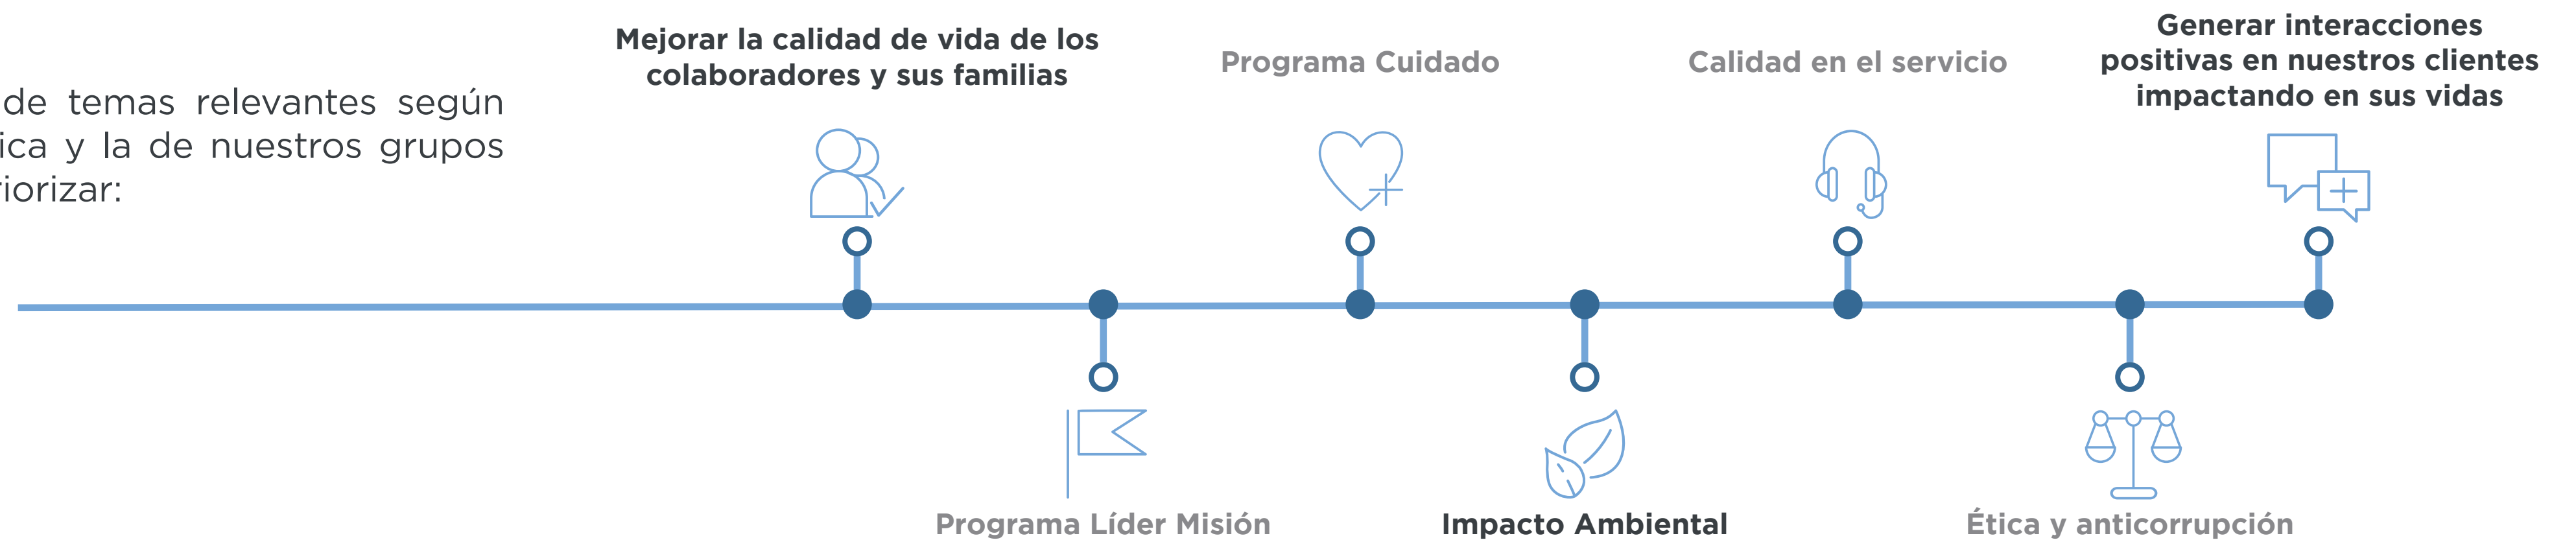 de temas relevantes según
y la de nuestros grupos
Mejorar la calidad de vida de los
colaboradores y sus familias
Programa Cuidado
Calidad en el servicio
Generar interacciones
positivas en nuestros clientes
impactando en sus vidas
Programa Líder Misión
Impacto Ambiental
Ética y anticorrupción